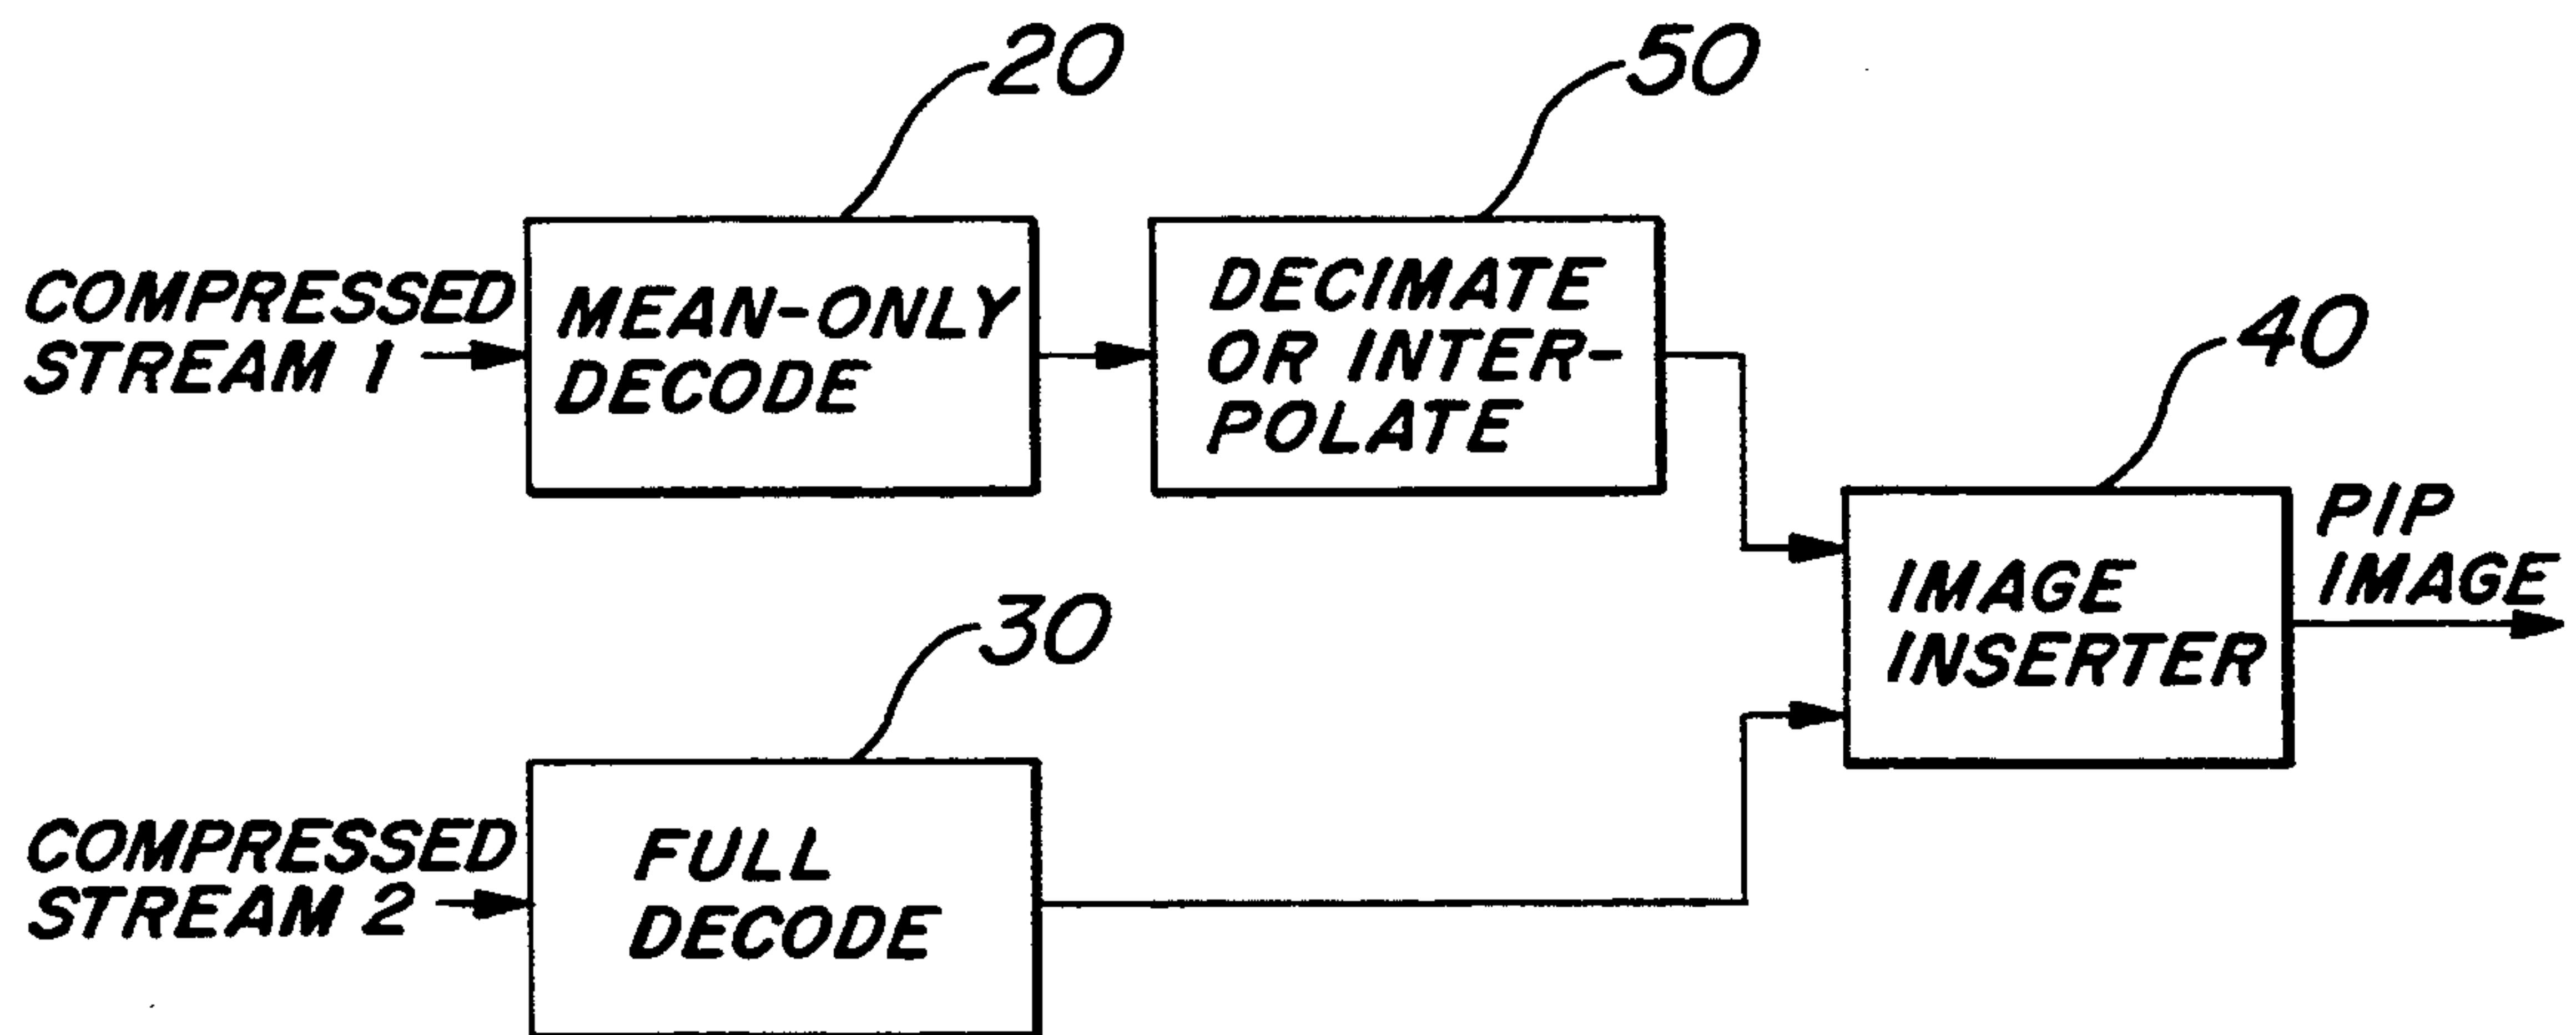 20
50
COMPRESSED
STREAM 1
MEAN-ONLY
DECODE
DECIMATE
OR INTER-
POLATE
40
IMAGE
INSERTER
PIP
IMAGE
30
COMPRESSED
STREAM 2
FULL
DECODE